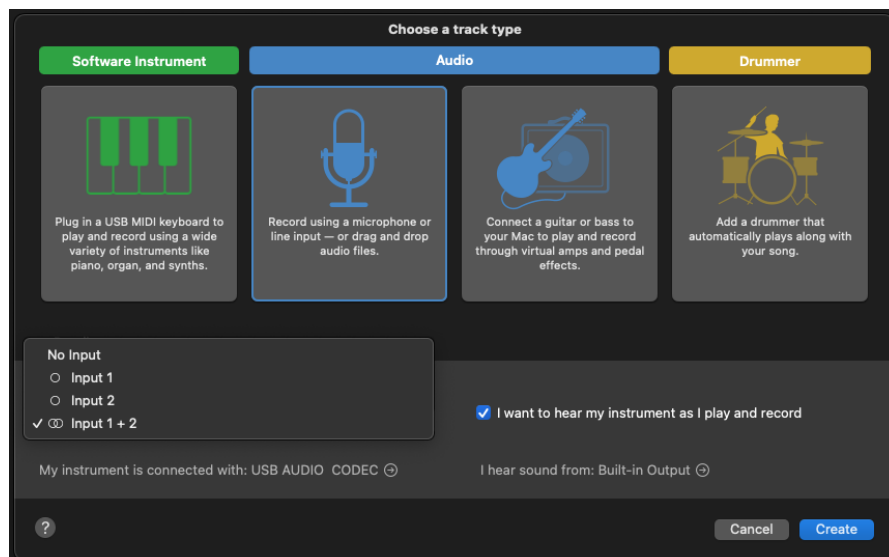 Choose a track type
Software Instrument
Audio
Drummer
Plug in a USB MIDI keyboard to
play and record using a wide
variety of instruments like
piano, organ, and synths.
Record using a microphone or
line input — or drag and drop
audio files.
Connect a guitar or bass to
your Mac to play and record
through virtual amps and pedal
effects.
Add a drummer that
automatically plays along with
your song.
No Input
Input 1
Input 2
✓ Input 1 + 2
I want to hear my instrument as I play and record
My instrument is connected with: USB AUDIO CODEC
I hear sound from: Built-in Output
?
Cancel
Create